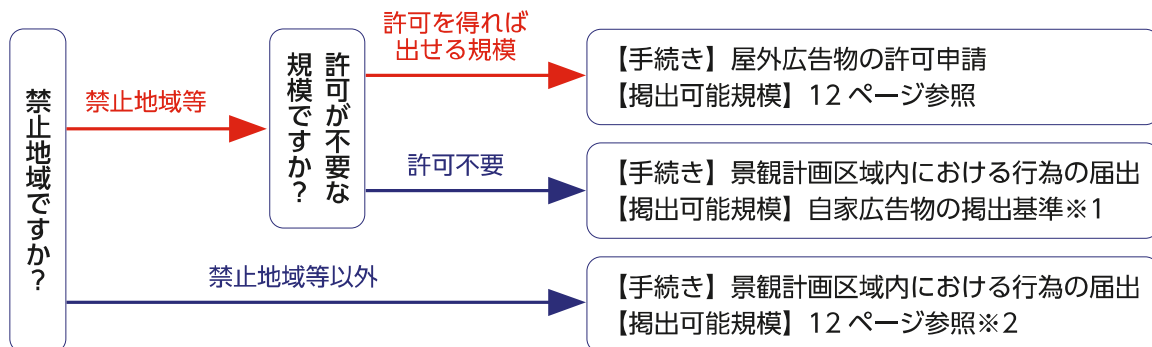 禁止地域ですか？
禁止地域等
許可が不要な
規模ですか？
許可を得れば
出せる規模
【手続き】屋外広告物の許可申請
【掲出可能規模】12 ページ参照
許可不要
【手続き】景観計画区域内における行為の届出
【掲出可能規模】自家広告物の掲出基準※1
禁止地域等以外
【手続き】景観計画区域内における行為の届出
【掲出可能規模】12 ページ参照※2